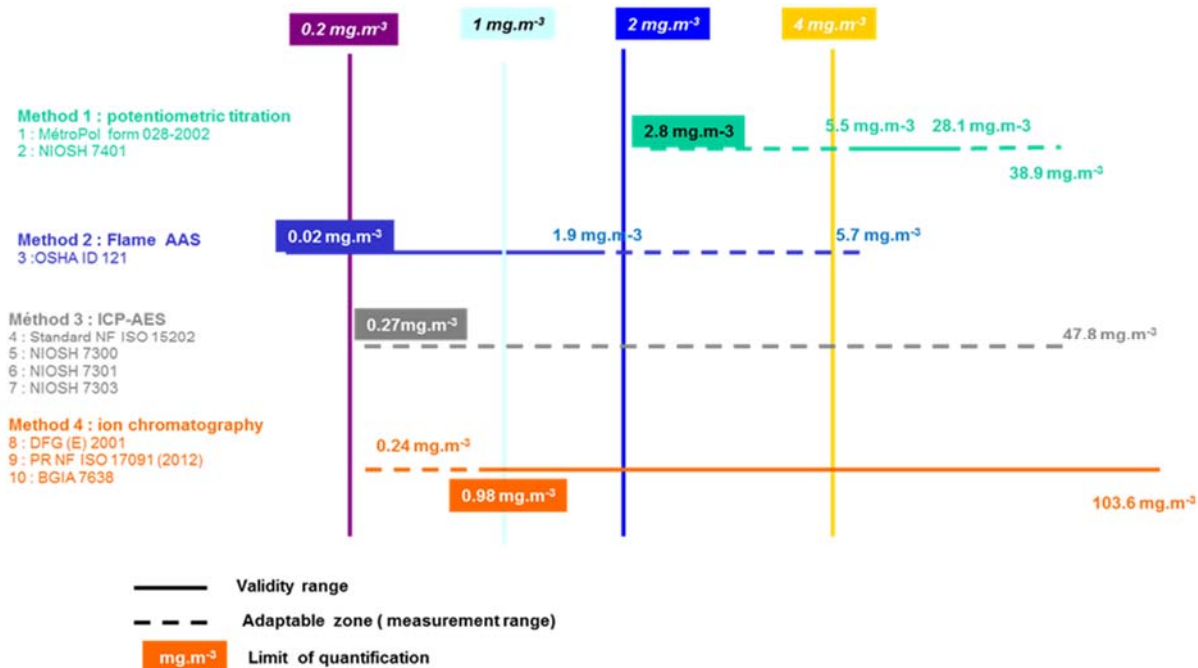 0.2 mg.m-³
1 mg.m-³
2 mg.m-³
4 mg.m-³
Method 1 : potentiometric titration
1 : MétroPol form 028-2002
2 : NIOSH 7401
2.8 mg.m-3
5.5 mg.m-3
28.1 mg.m-3
38.9 mg.m-³
Method 2 : Flame AAS
3 :OSHA ID 121
0.02 mg.m-³
1.9 mg.m-3
5.7 mg.m-³
Méthod 3 : ICP-AES
4 : Standard NF ISO 15202
5 : NIOSH 7300
6 : NIOSH 7301
7 : NIOSH 7303
0.27mg.m-³
47.8 mg.m-³
Method 4 : ion chromatography
8 : DFG (E) 2001
9 : PR NF ISO 17091 (2012)
10 : BGIA 7638
0.24 mg.m-³
0.98 mg.m-³
103.6 mg.m-³
Validity range
Adaptable zone ( measurement range)
mg.m-³ Limit of quantification